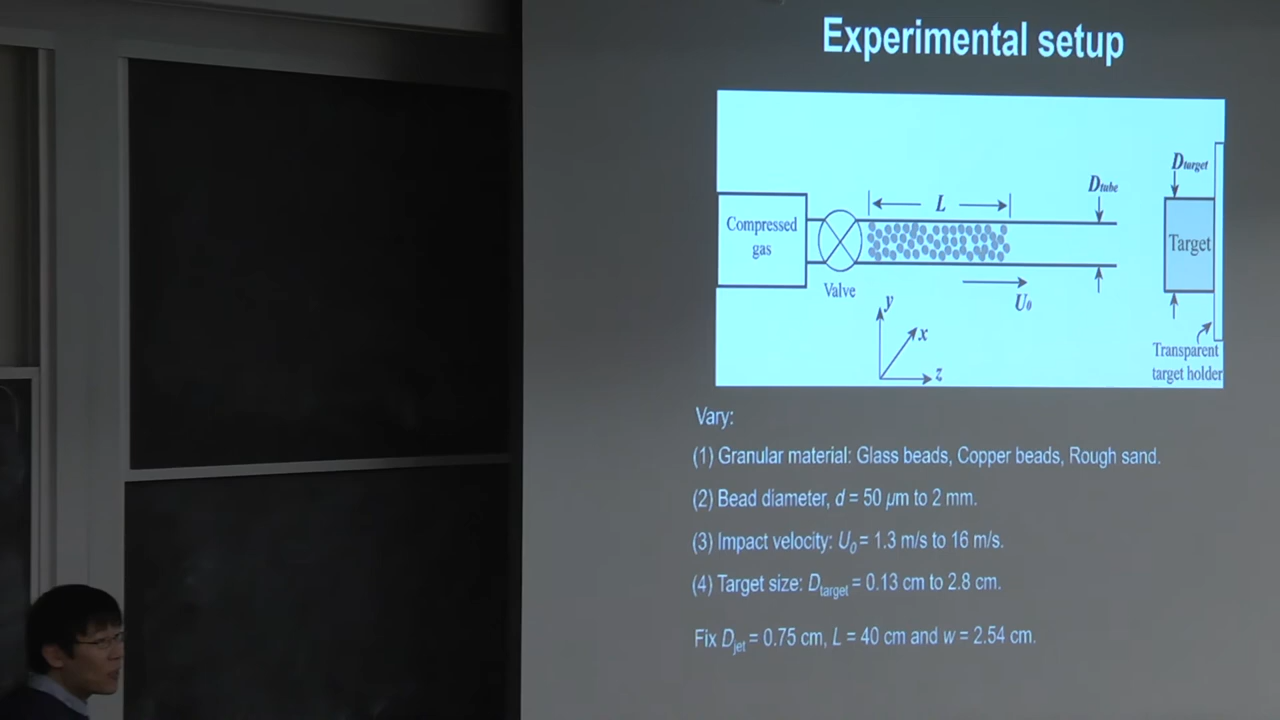 Experimental setup
D target
D tube
L
Compressed
gas
Target
Valve
U0
y
x
z
Transparent
target holder
Vary:
(1) Granular material: Glass beads, Copper beads, Rough sand.
(2) Bead diameter, d = 50 µm to 2 mm.
(3) Impact velocity: U0 = 1.3 m/s to 16 m/s.
(4) Target size: Dtarget = 0.13 cm to 2.8 cm.
Fix Djet = 0.75 cm, L = 40 cm and w = 2.54 cm.